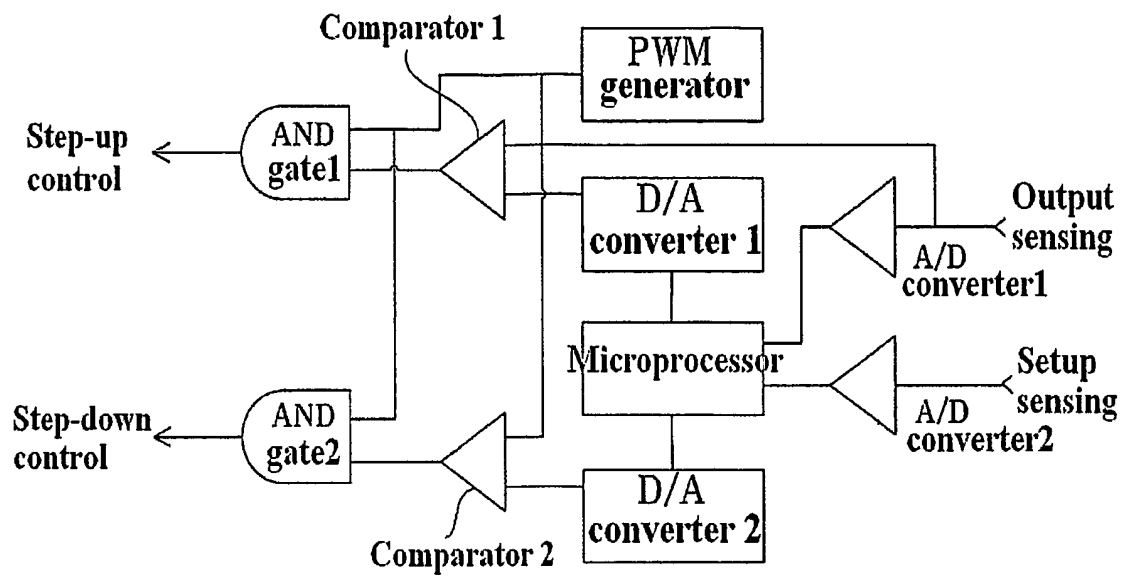 Comparator 1
PWM
generator
Step-up
control
AND
gate1
D/A
converter 1
Output
sensing
A/D
converter1
Microprocessor
Setup
sensing
A/D
converter2
Step-down
control
AND
gate2
D/A
converter 2
Comparator 2